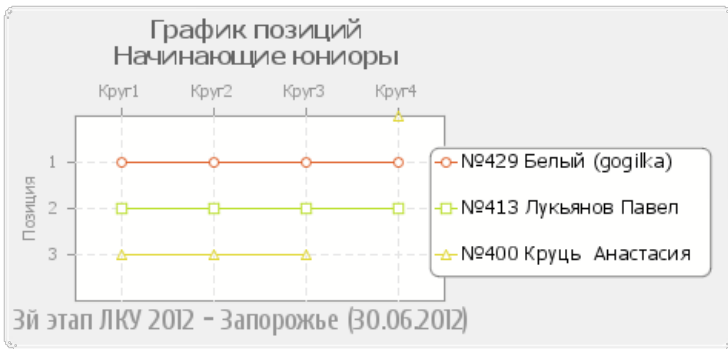 График позиций
Начинающие юниоры
Круг1 Круг2 Круг3 Круг4
Позиция
1
2
3
№429 Белый (gogilka)
№413 Лукьянов Павел
№400 Круць  Анастасия
3й этап ЛКУ 2012 - Запорожье (30.06.2012)